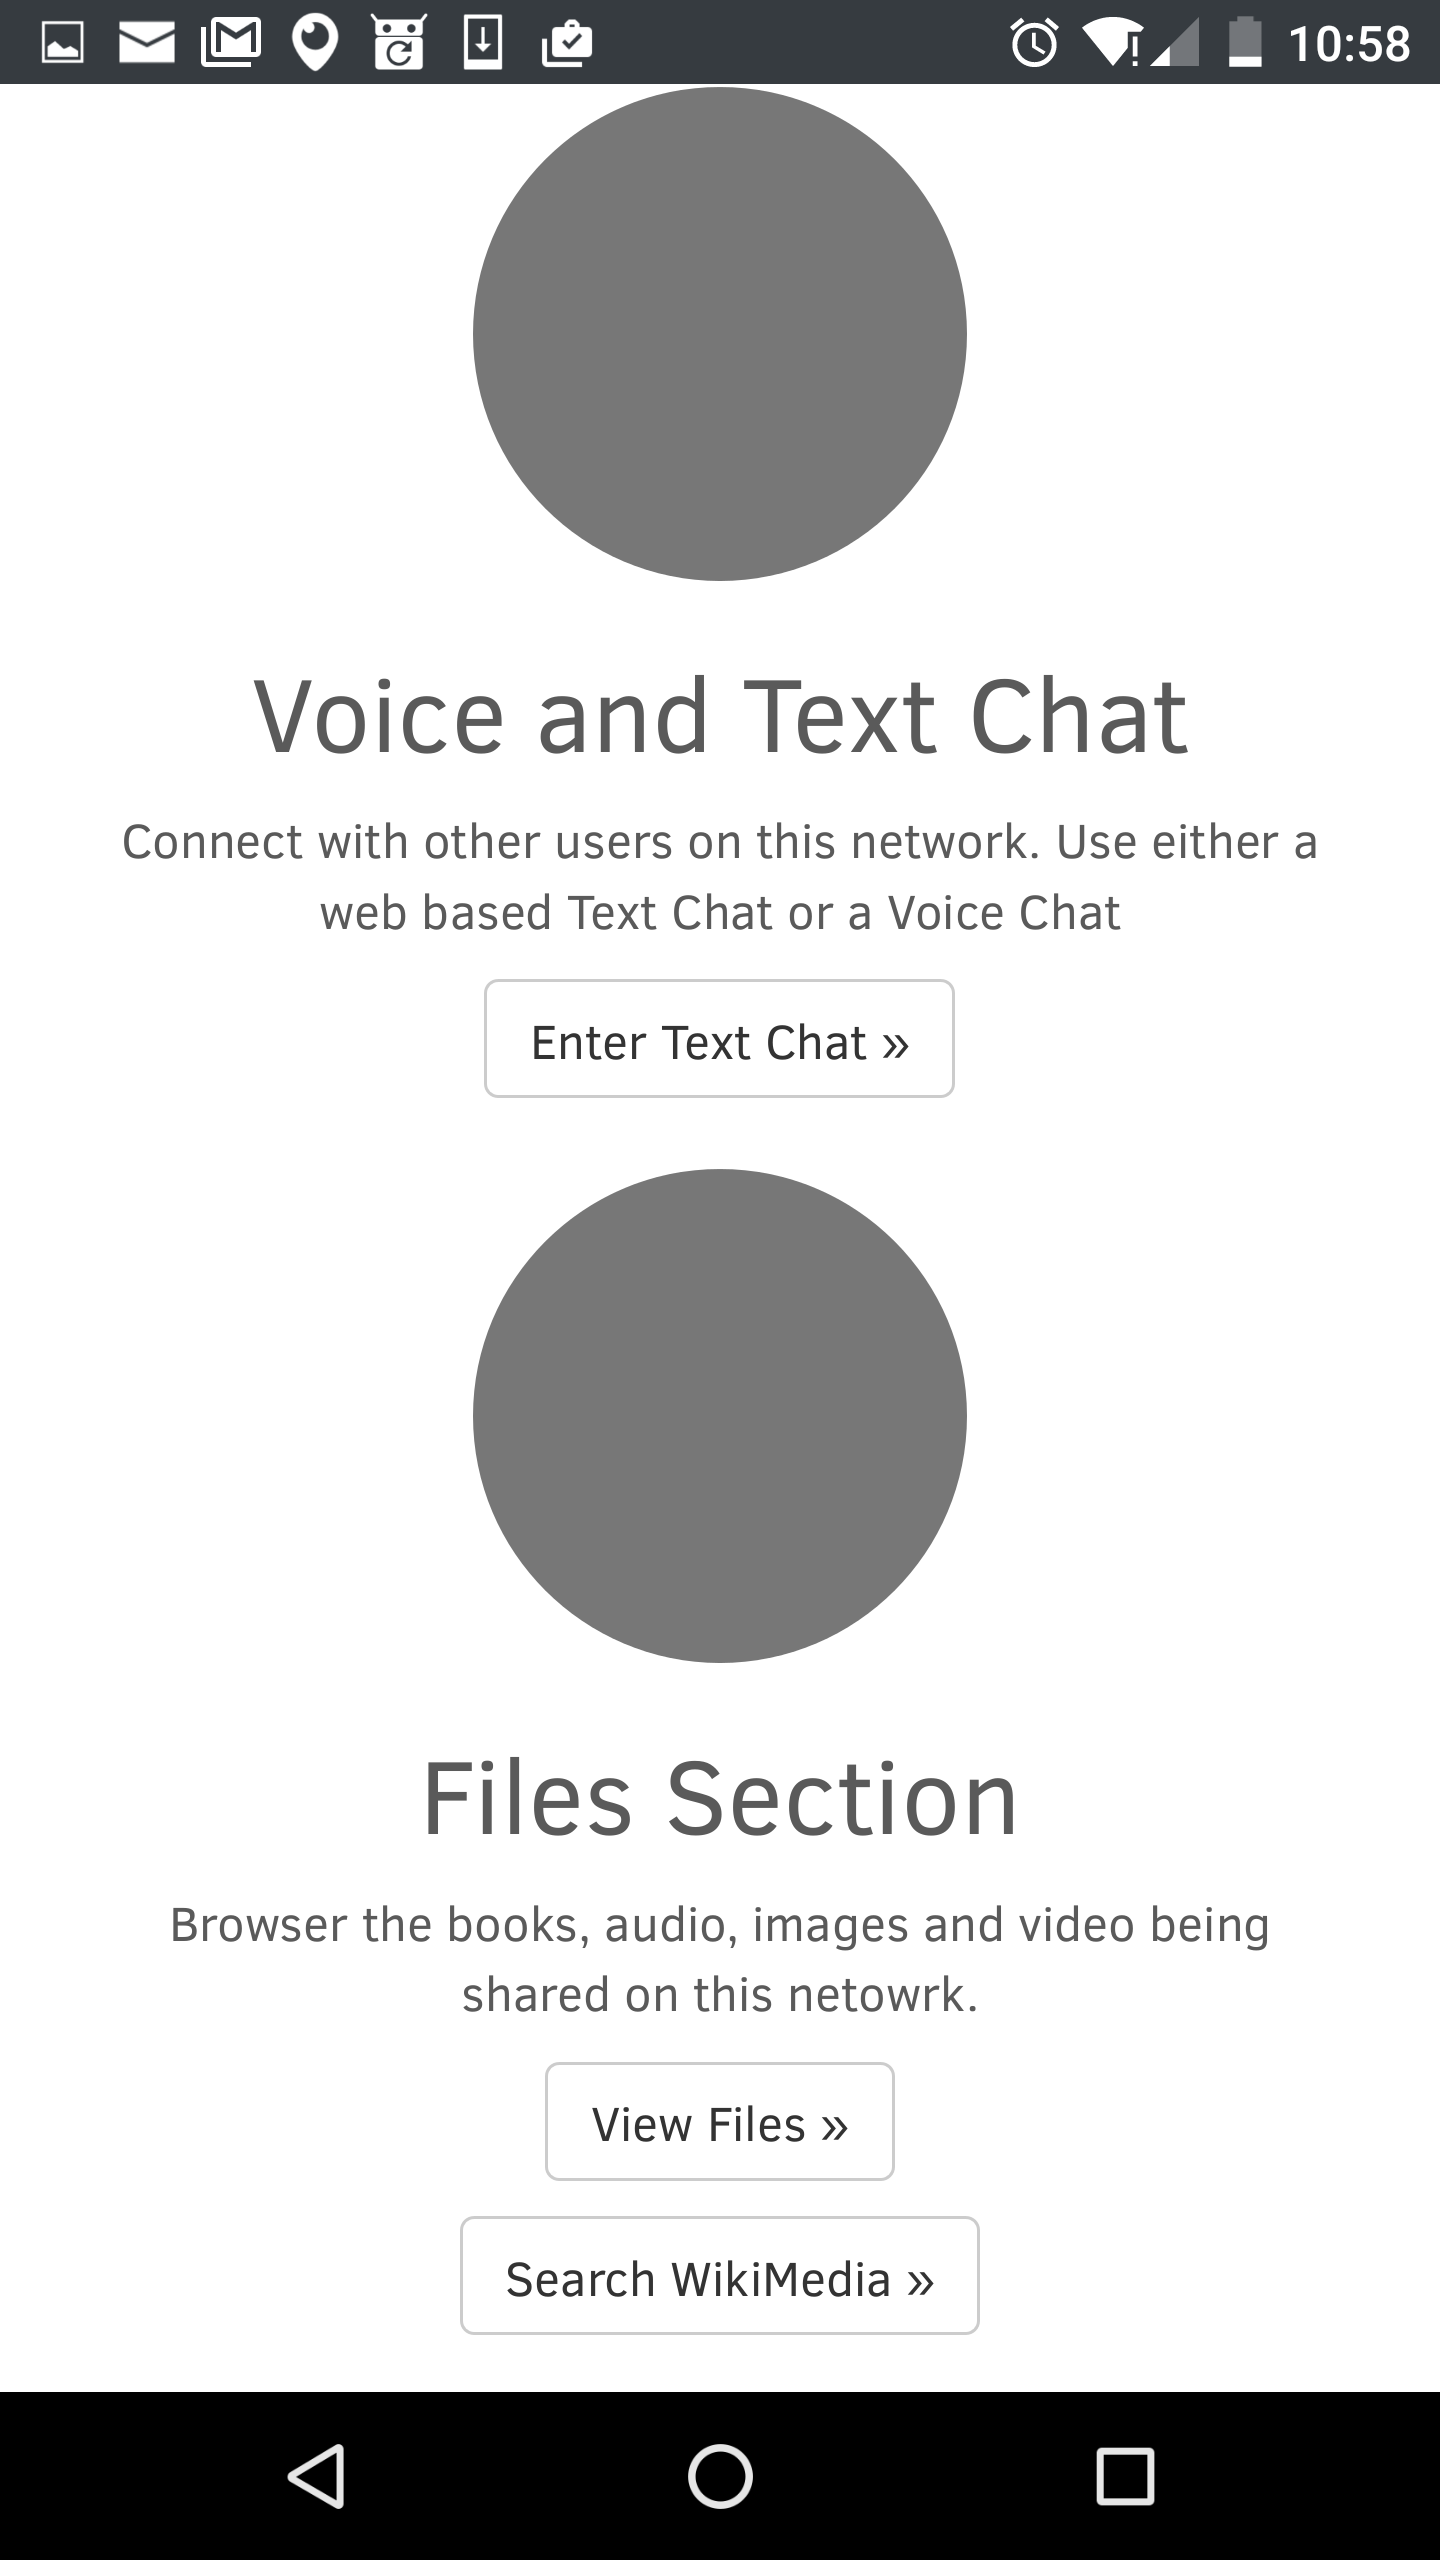 10:58
Voice and Text Chat
Connect with other users on this network. Use either a
web based Text Chat or a Voice Chat
Enter Text Chat »
Files Section
Browser the books, audio, images and video being
shared on this netowrk.
View Files »
Search WikiMedia »